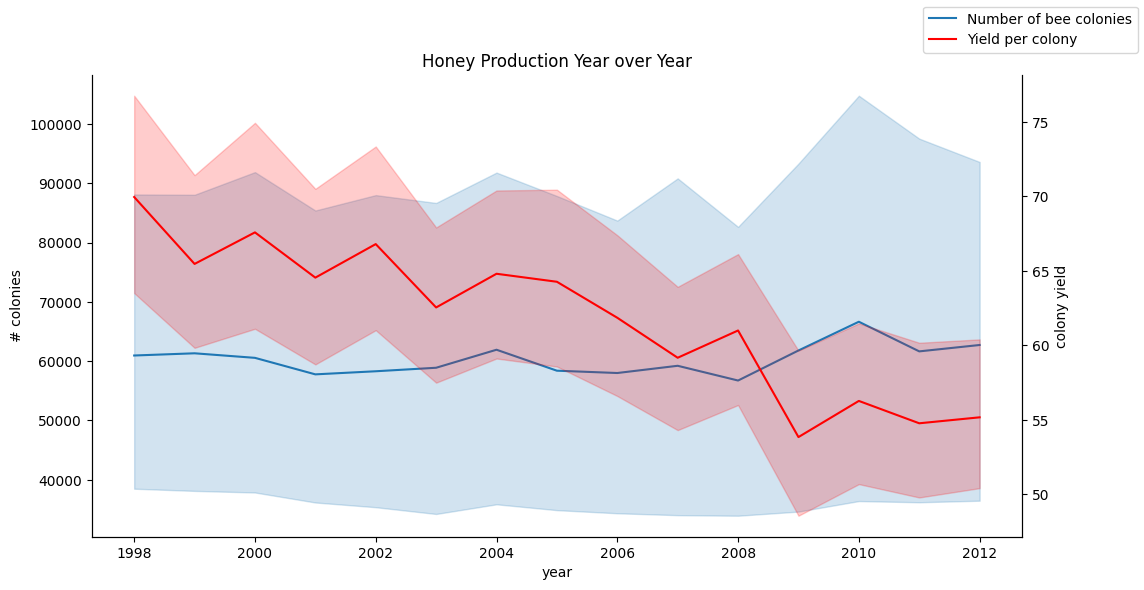 Number of bee colonies
Yield per colony
Honey Production Year over Year
100000
90000
80000
70000
60000
50000
40000
# colonies
75
70
65
60
55
50
colony yield
1998 2000 2002 2004 2006 2008 2010 2012
year